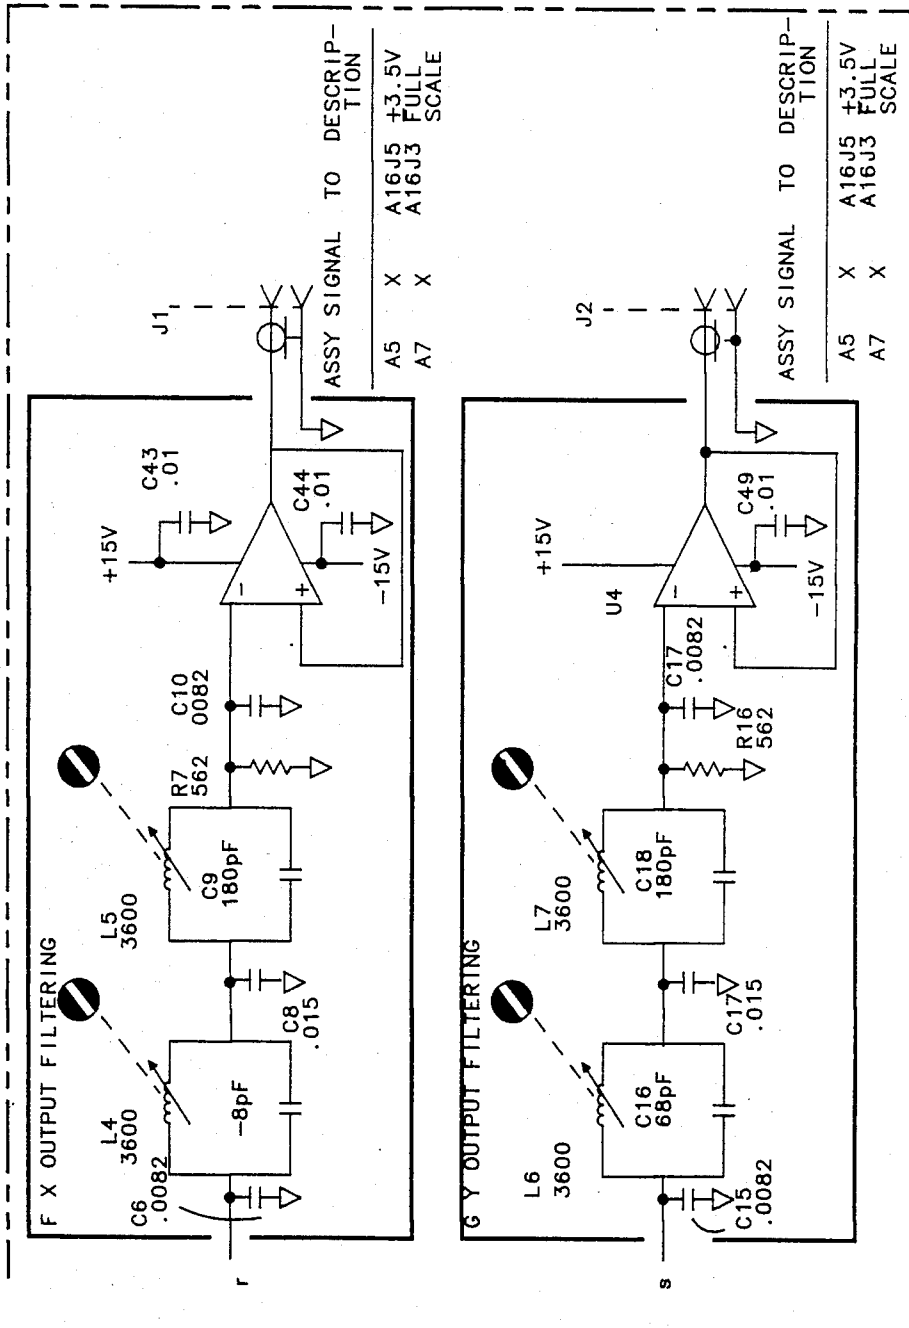 F X OUTPUT FILTERING
r
C6
.0082
L4
3600
-8pF
C8
.015
L5
3600
C9
180pF
R7
562
C10
0082
+15V
C43
.01
-
+
C44
.01
-15V
J1
ASSY SIGNAL TO DESCRIP-
TION
A5 X A16J5 +3.5V
A7 X A16J3 FULL
SCALE
G Y OUTPUT FILTERING
s
C15
.0082
L6
3600
C16
68pF
C17
.015
L7
3600
C18
180pF
R16
562
C17
.0082
U4
+15V
-
+
C49
.01
-15V
J2
ASSY SIGNAL TO DESCRIP-
TION
A5 X A16J5 +3.5V
A7 X A16J3 FULL
SCALE